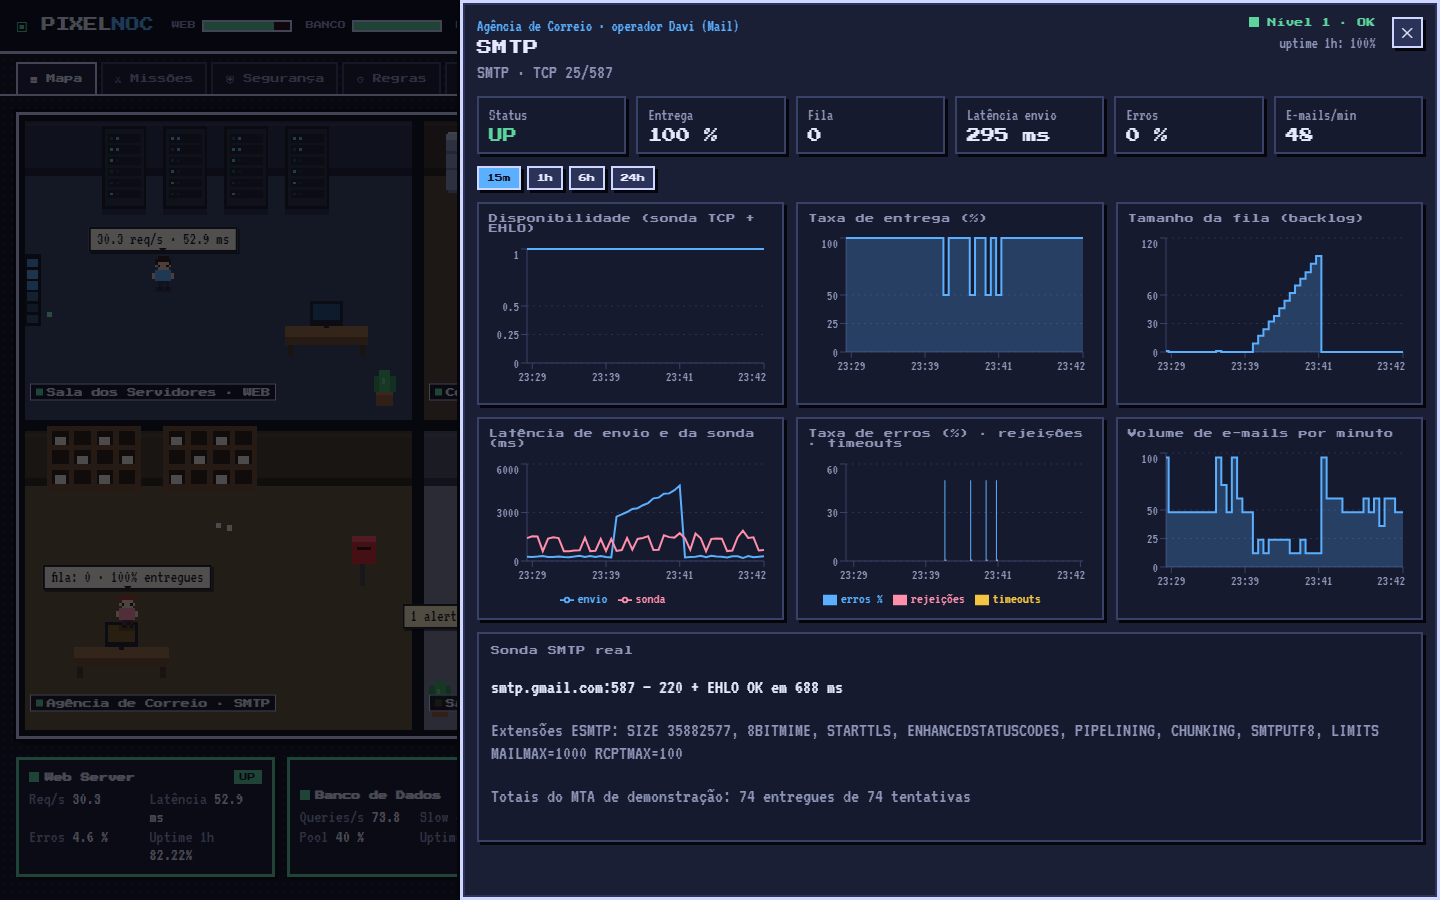 PIXELNOC
WEB
BANCO
Mapa
Missões
Segurança
Regras
30.3 req/s · 52.9 ms
Sala dos Servidores · WEB
fila: 0 · 100% entregues
1 alert
Agência de Correio · SMTP
Web Server
UP
Req/s 30.3
Latência 52.9 ms
Erros 4.6 %
Uptime 1h 82.22%
Banco de Dados
Queries/s 73.8
Slow
Pool 40 %
Uptim
Agência de Correio · operador Davi (Mail)
SMTP
SMTP · TCP 25/587
Nível 1 · OK
uptime 1h: 100%
Status
UP
Entrega
100 %
Fila
0
Latência envio
295 ms
Erros
0 %
E-mails/min
48
15m
1h
6h
24h
Disponibilidade (sonda TCP +
EHLO)
1
0.5
0.25
0
23:29 23:39 23:41 23:42
Taxa de entrega (%)
100
50
25
0
23:29 23:39 23:41 23:42
Tamanho da fila (backlog)
120
60
30
0
23:29 23:39 23:41 23:42
Latência de envio e da sonda
(ms)
6000
3000
0
23:29 23:39 23:41 23:42
envio sonda
Taxa de erros (%) · rejeições
· timeouts
60
30
0
23:29 23:39 23:41 23:42
erros % rejeições timeouts
Volume de e-mails por minuto
100
50
25
0
23:29 23:39 23:41 23:42
Sonda SMTP real
smtp.gmail.com:587 — 220 + EHLO OK em 688 ms
Extensões ESMTP: SIZE 35882577, 8BITMIME, STARTTLS, ENHANCEDSTATUSCODES, PIPELINING, CHUNKING, SMTPUTF8, LIMITS
MAILMAX=1000 RCPTMAX=100
Totais do MTA de demonstração: 74 entregues de 74 tentativas